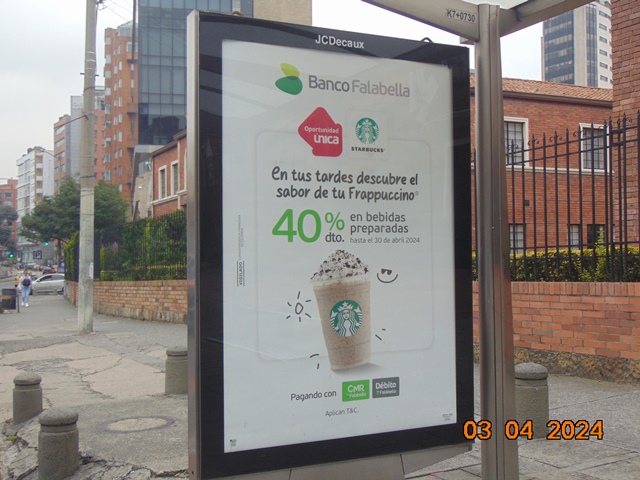 K7+0730
JCDecaux
Banco Falabella
Oportunidad
única
STARBUCKS®
En tus tardes descubre el
sabor de tu Frappuccino®
40% dto. en bebidas
preparadas
hasta el 30 de abril 2024
VIGILADO
Pagando con CMR Falabella Débito Falabella
Aplican T&C.
03 04 2024